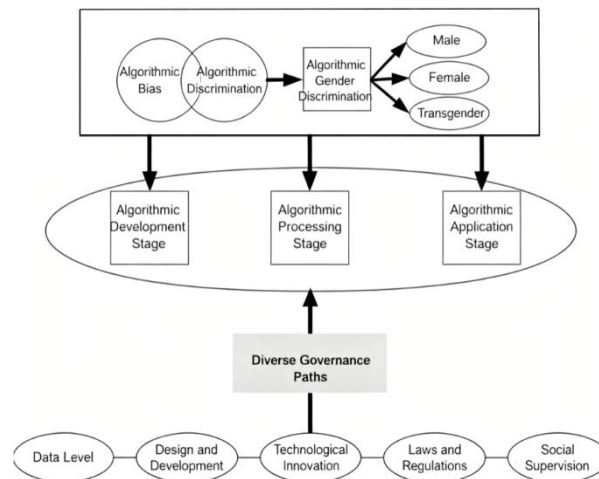 Algorithmic
Bias
Algorithmic
Discrimination
Algorithmic
Gender
Discrimination
Male
Female
Transgender
Algorithmic
Development
Stage
Algorithmic
Processing
Stage
Algorithmic
Application
Stage
Diverse Governance
Paths
Data Level
Design and
Development
Technological
Innovation
Laws and
Regulations
Social
Supervision